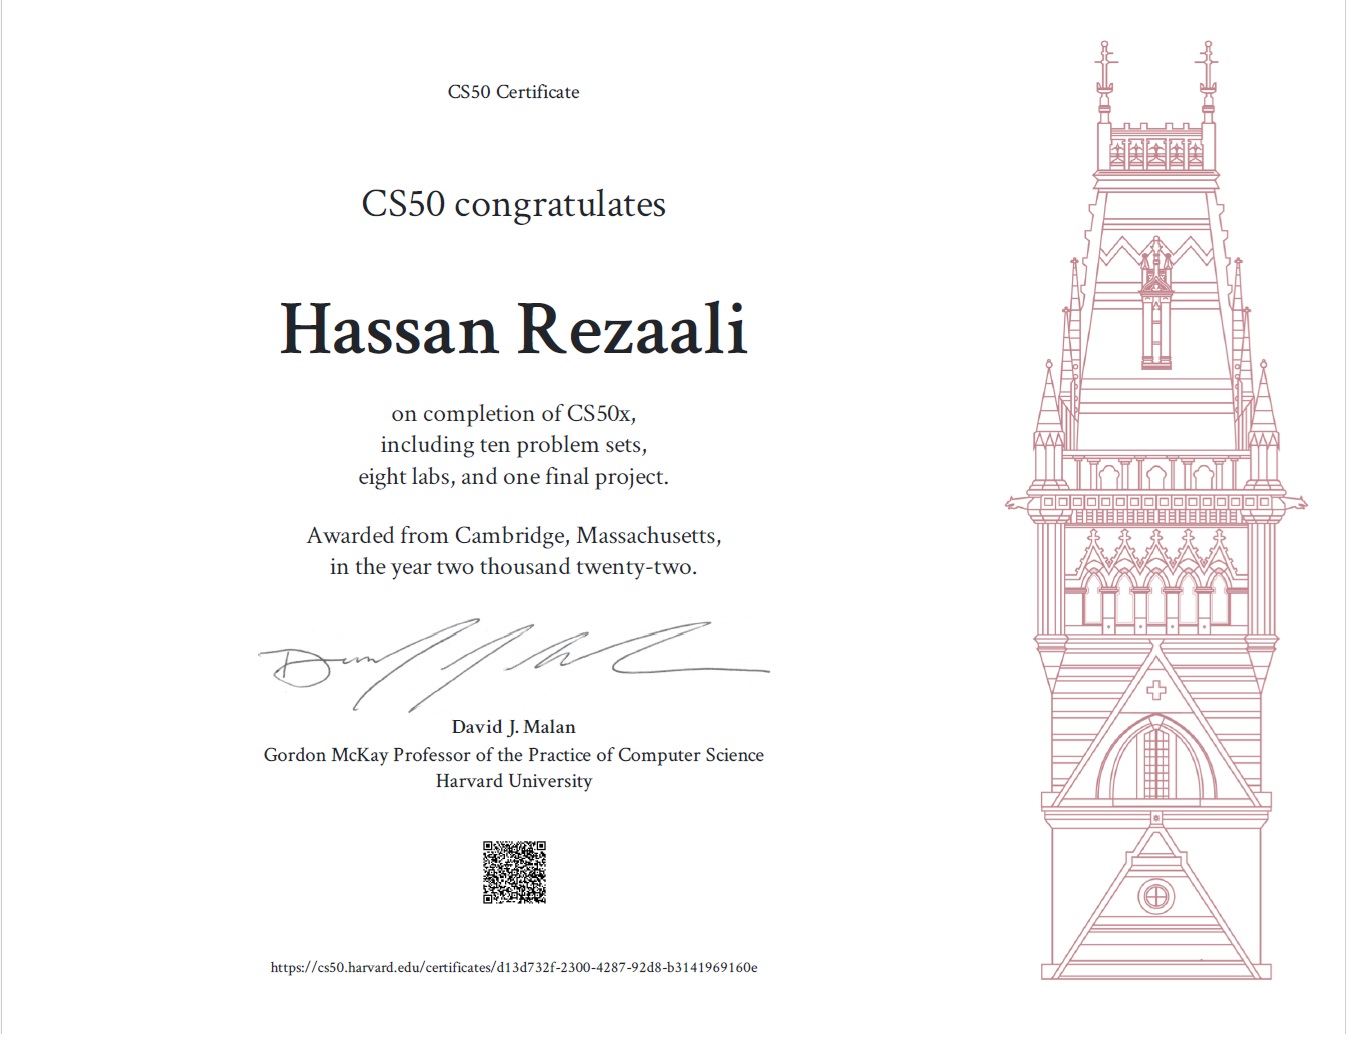 CS50 Certificate
CS50 congratulates
Hassan Rezaali
on completion of CS50x,
including ten problem sets,
eight labs, and one final project.
Awarded from Cambridge, Massachusetts,
in the year two thousand twenty-two.
David J. Malan
Gordon McKay Professor of the Practice of Computer Science
Harvard University
https://cs50.harvard.edu/certificates/d13d732f-2300-4287-92d8-b3141969160e